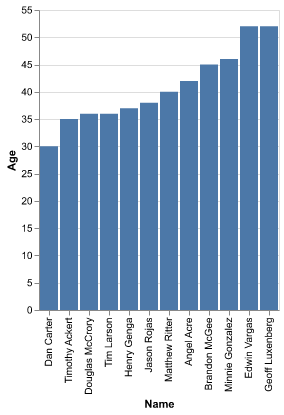 55
50
45
40
35
30
25
20
15
10
5
0
Age
Dan Carter
Timothy Ackert
Douglas McCrory
Tim Larson
Henry Genga
Jason Rojas
Matthew Ritter
Angel Acre
Brandon McGee
Minnie Gonzalez
Edwin Vargas
Geoff Luxenberg
Name